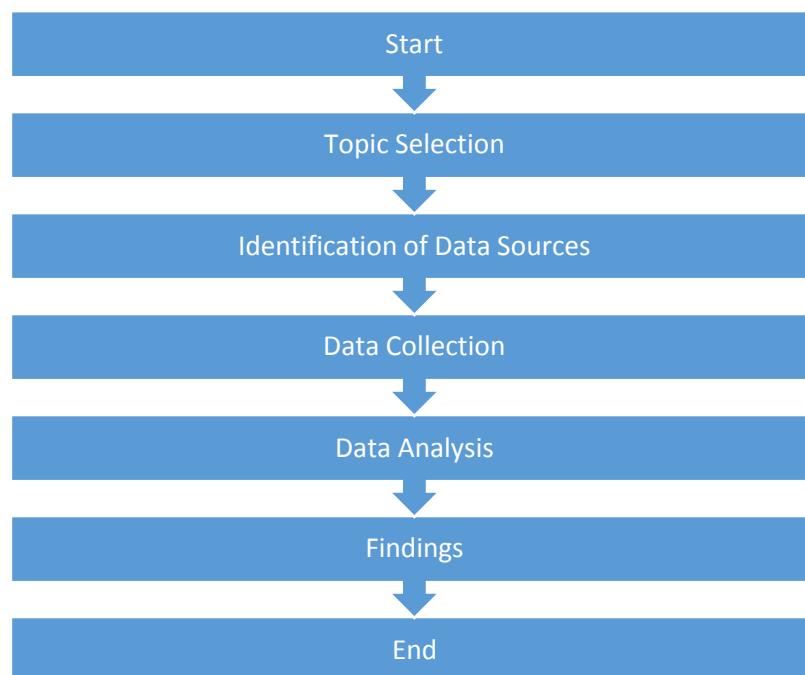 Start
Topic Selection
Identification of Data Sources
Data Collection
Data Analysis
Findings
End